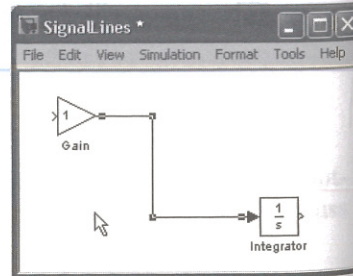 SignalLines *
File Edit View Simulation Format Tools Help
1
Gain
1
s
Integrator